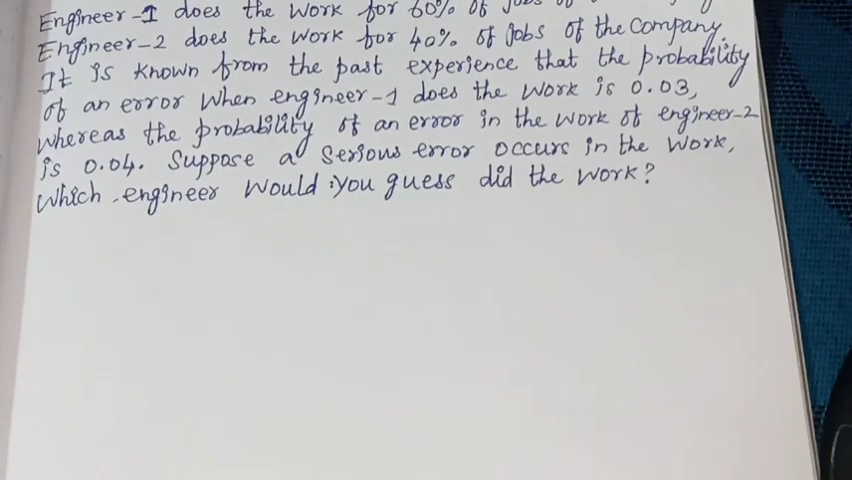 Engineer-1 does the work for 60% of jobs of
Engineer-2 does the work for 40% of jobs of the company.
It is known from the past experience that the probability
of an error when engineer-1 does the work is 0.03,
whereas the probability of an error in the work of engineer-2
is 0.04. Suppose a serious error occurs in the work,
which engineer would you guess did the work?